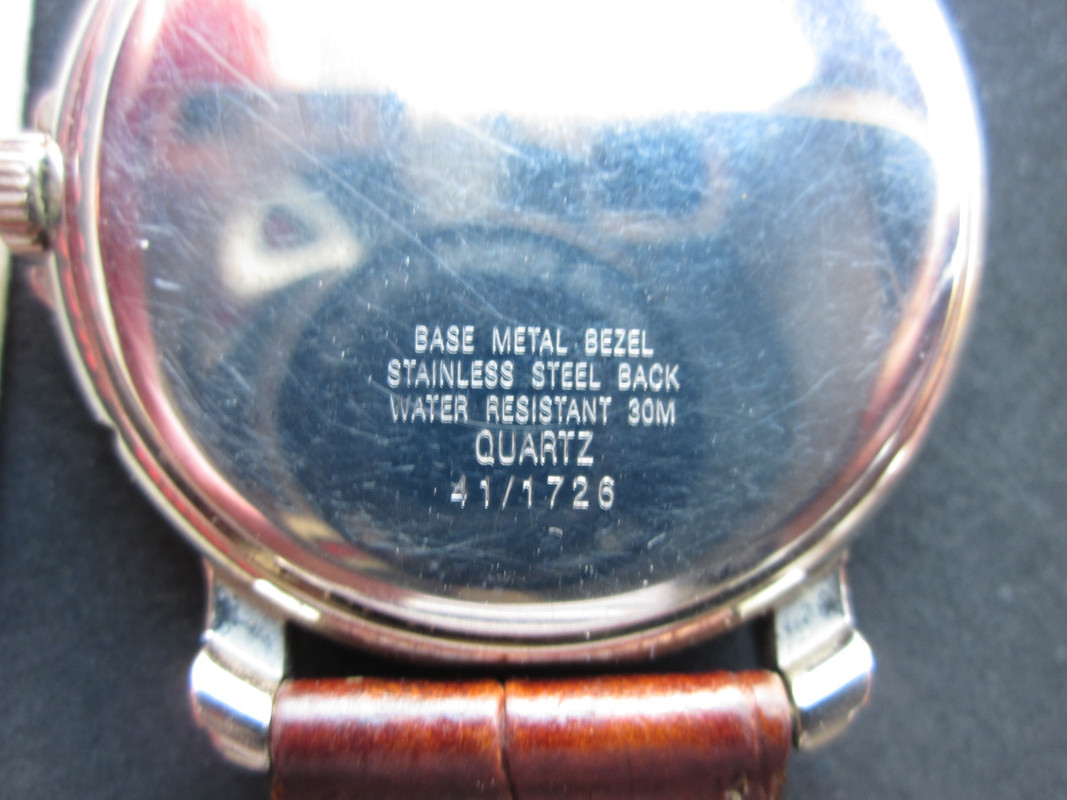 BASE METAL BEZEL
STAINLESS STEEL BACK
WATER RESISTANT 30M
QUARTZ
41/1726